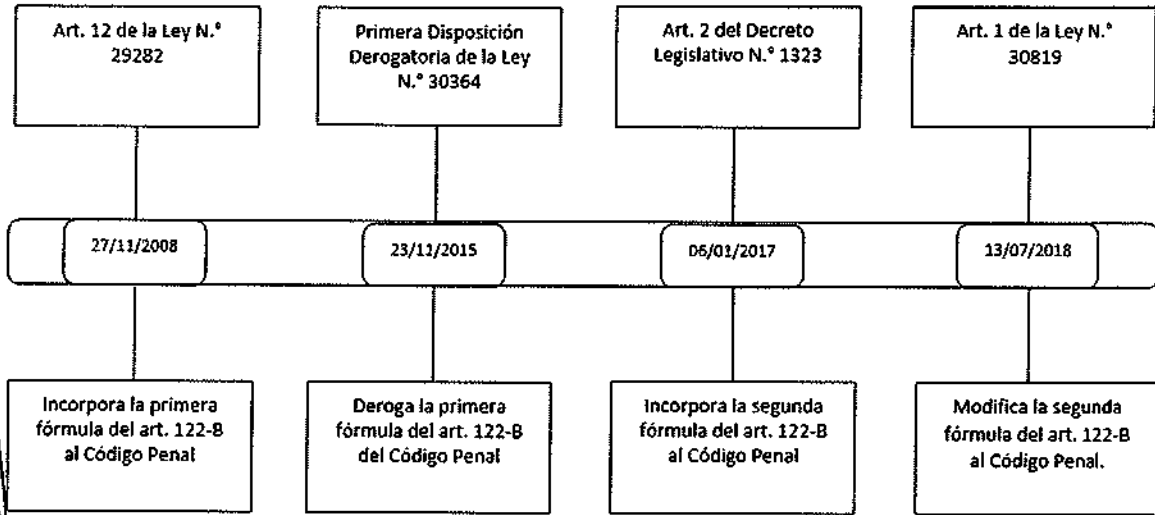 Art. 12 de la Ley N.°
29282
Primera Disposición
Derogatoria de la Ley
N.° 30364
Art. 2 del Decreto
Legislativo N.° 1323
Art. 1 de la Ley N.°
30819
27/11/2008
23/11/2015
06/01/2017
13/07/2018
Incorpora la primera
fórmula del art. 122-B
al Código Penal
Deroga la primera
fórmula del art. 122-B
del Código Penal
Incorpora la segunda
fórmula del art. 122-B
al Código Penal
Modifica la segunda
fórmula del art. 122-B
al Código Penal.